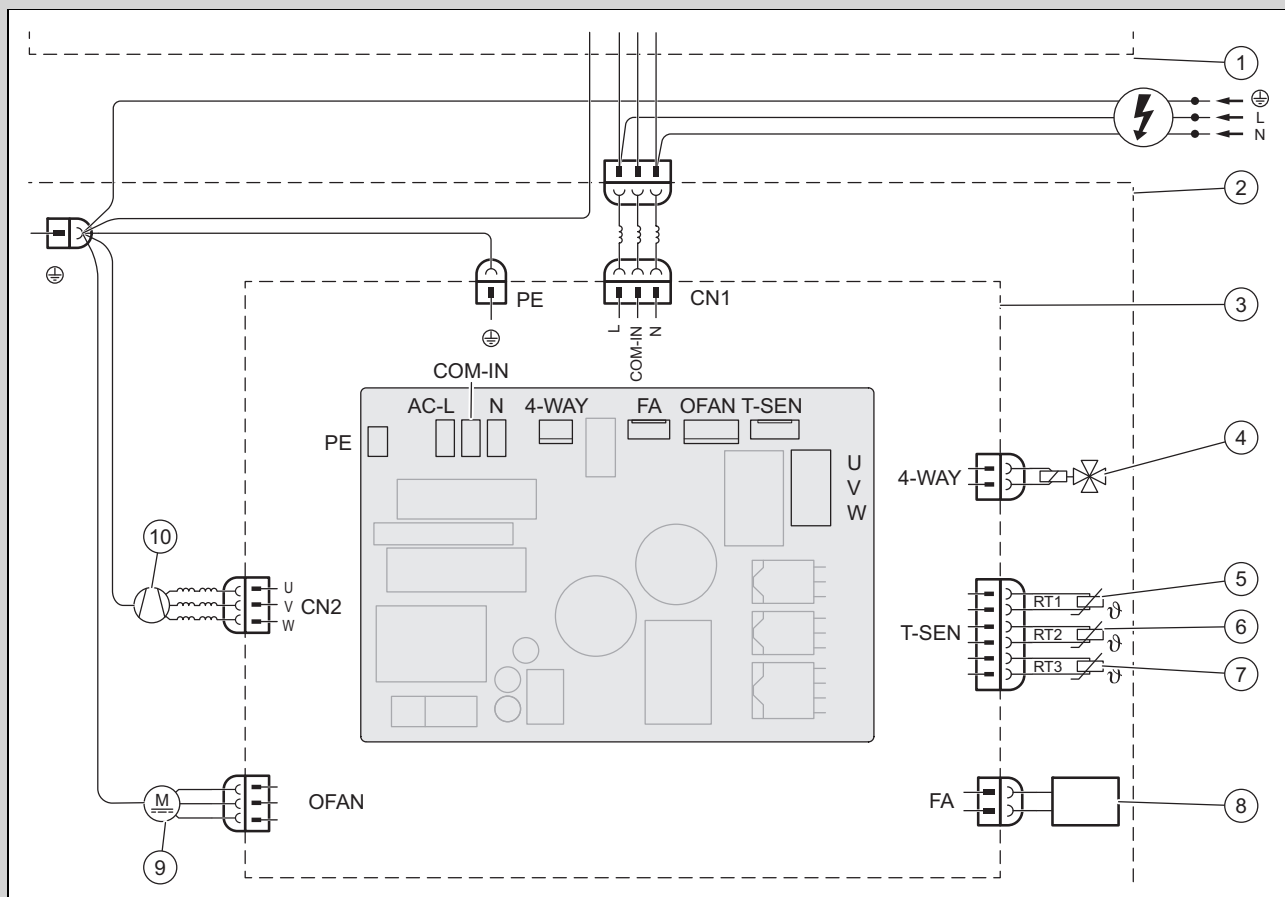 1
L
N
2
PE
CN1
3
L
COM-IN
N
COM-IN
AC-L N 4-WAY FA OFAN T-SEN
PE
U
V
W
4-WAY
4
10
U
V
W
CN2
T-SEN
RT1
ϑ
5
RT2
ϑ
6
RT3
ϑ
7
M
OFAN
FA
8
9